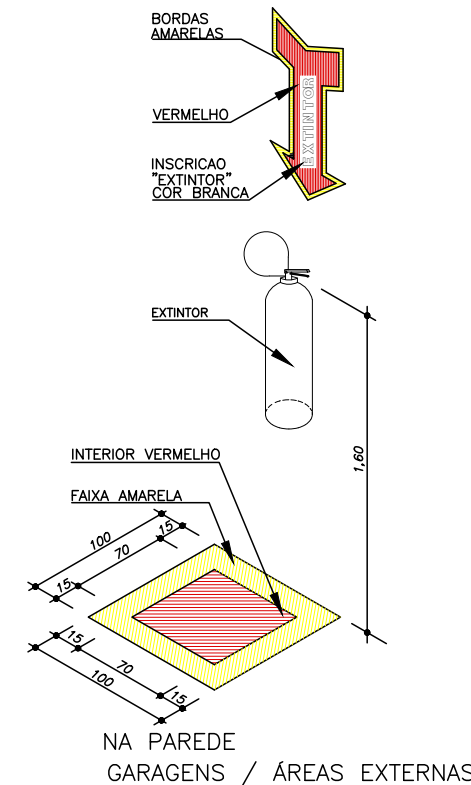 BORDAS
AMARELAS
VERMELHO
EXTINTOR
INSCRICAO
"EXTINTOR"
COR BRANCA
EXTINTOR
1,60
INTERIOR VERMELHO
FAIXA AMARELA
100
15
70
15
15
70
15
100
NA PAREDE
GARAGENS / ÁREAS EXTERNAS